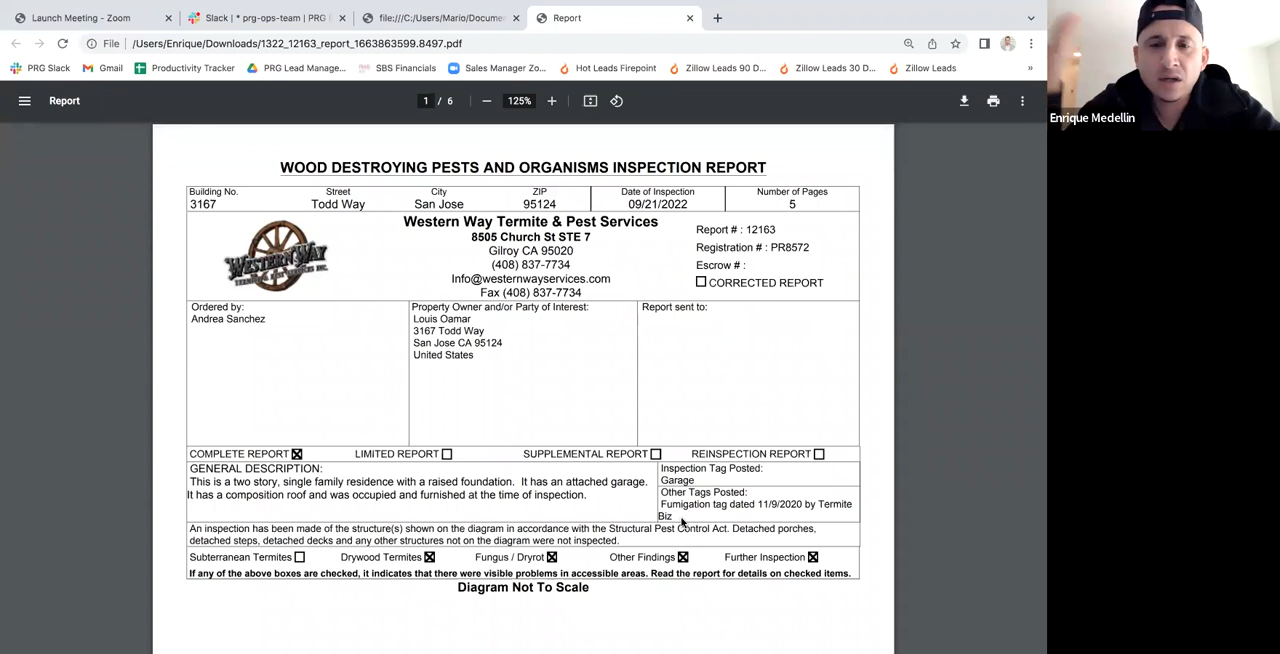 Launch Meeting - Zoom
Slack | * prg-ops-team | PRG
file:///C:/Users/Mario/Docume
Report
File
/Users/Enrique/Downloads/1322_12163_report_1663863599.8497.pdf
PRG Slack
Gmail
Productivity Tracker
PRG Lead Manage...
SBS Financials
Sales Manager Zo...
Hot Leads Firepoint
Zillow Leads 90 D...
Zillow Leads 30 D...
Zillow Leads
»
Report
1 / 6
125%
Enrique Medellin
WOOD DESTROYING PESTS AND ORGANISMS INSPECTION REPORT
Building No. Street City ZIP Date of Inspection Number of Pages
3167 Todd Way San Jose 95124 09/21/2022 5
WESTERN WAY
Western Way Termite & Pest Services
8505 Church St STE 7
Gilroy CA 95020
(408) 837-7734
Info@westernwayservices.com
Fax (408) 837-7734
Report # : 12163
Registration # : PR8572
Escrow # :
CORRECTED REPORT
Ordered by:
Andrea Sanchez
Property Owner and/or Party of Interest:
Louis Oamar
3167 Todd Way
San Jose CA 95124
United States
Report sent to:
COMPLETE REPORT LIMITED REPORT SUPPLEMENTAL REPORT REINSPECTION REPORT
GENERAL DESCRIPTION:
This is a two story, single family residence with a raised foundation. It has an attached garage.
It has a composition roof and was occupied and furnished at the time of inspection.
Inspection Tag Posted:
Garage
Other Tags Posted:
Fumigation tag dated 11/9/2020 by Termite
Biz
An inspection has been made of the structure(s) shown on the diagram in accordance with the Structural Pest Control Act. Detached porches,
detached steps, detached decks and any other structures not on the diagram were not inspected.
Subterranean Termites Drywood Termites Fungus / Dryrot Other Findings Further Inspection
If any of the above boxes are checked, it indicates that there were visible problems in accessible areas. Read the report for details on checked items.
Diagram Not To Scale